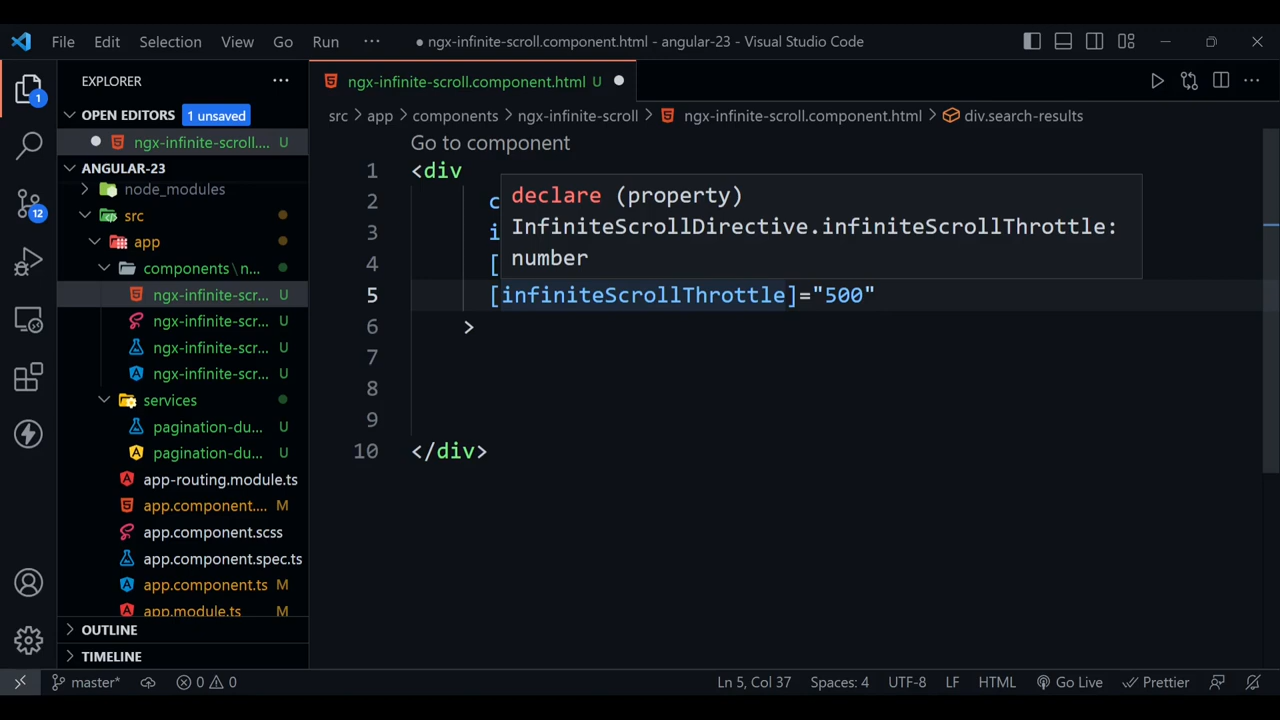 File Edit Selection View Go Run ··· ● ngx-infinite-scroll.component.html - angular-23 - Visual Studio Code
EXPLORER ···
OPEN EDITORS 1 unsaved
ngx-infinite-scroll.... U
ANGULAR-23
node_modules
src
app
components\n...
ngx-infinite-scr... U
ngx-infinite-scr... U
ngx-infinite-scr... U
ngx-infinite-scr... U
services
pagination-du... U
pagination-du... U
app-routing.module.ts
app.component.... M
app.component.scss
app.component.spec.ts
app.component.ts M
app.module.ts M
OUTLINE
TIMELINE
1
12
ngx-infinite-scroll.component.html U
src > app > components > ngx-infinite-scroll > ngx-infinite-scroll.component.html > div.search-results
Go to component
1 <div
2 c
3 i
4 [
declare (property)
InfiniteScrollDirective.infiniteScrollThrottle:
number
5 [infiniteScrollThrottle]="500"
6 >
7
8
9
10 </div>
master* 0 0 Ln 5, Col 37 Spaces: 4 UTF-8 LF HTML Go Live Prettier